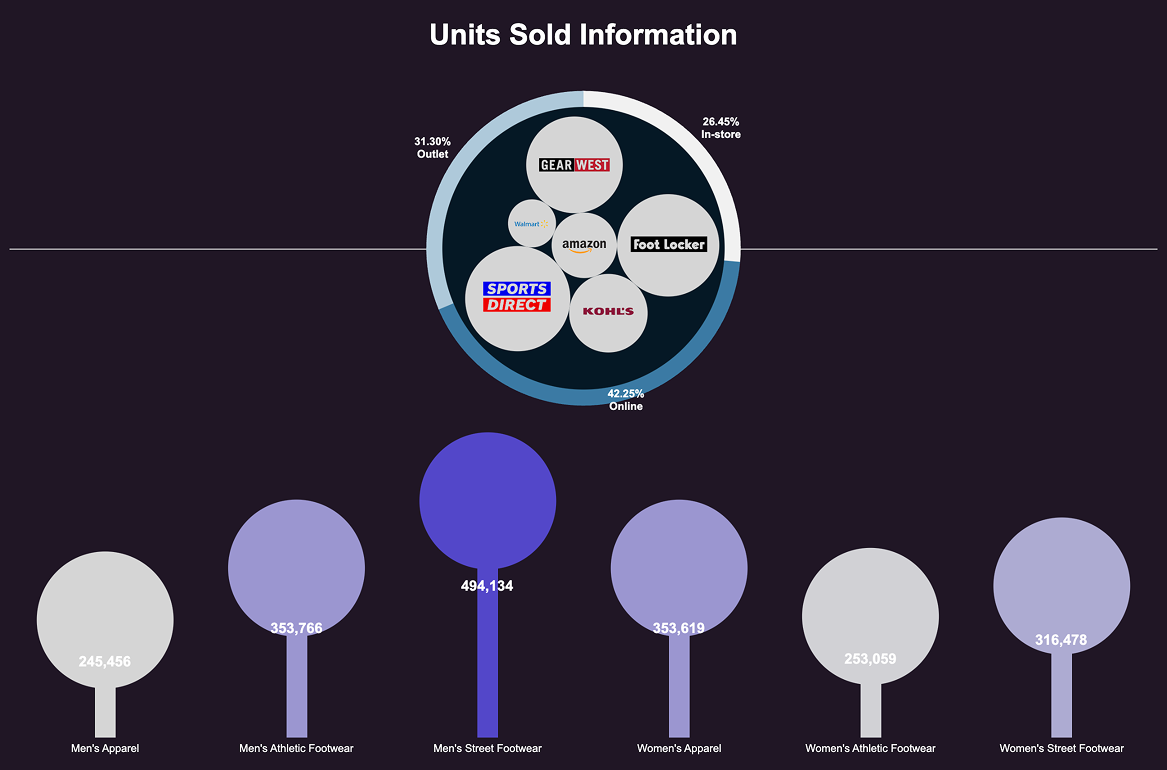 Units Sold Information
26.45%
In-store
31.30%
Outlet
GEAR WEST
Walmart
amazon
Foot Locker
SPORTS
DIRECT
KOHL'S
42.25%
Online
494,134
353,766
353,619
316,478
245,456
253,059
Men's Apparel
Men's Athletic Footwear
Men's Street Footwear
Women's Apparel
Women's Athletic Footwear
Women's Street Footwear